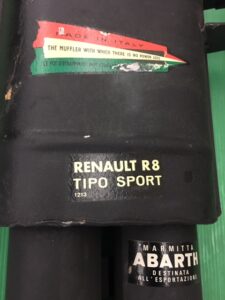 MADE IN ITALY
THE MUFFLER WITH WHICH THERE IS NO POWER LOSS
RENAULT R8
TIPO SPORT
1263
MARMITTA
ABARTH
DESTINATA
ALL'ESPORTAZIONE